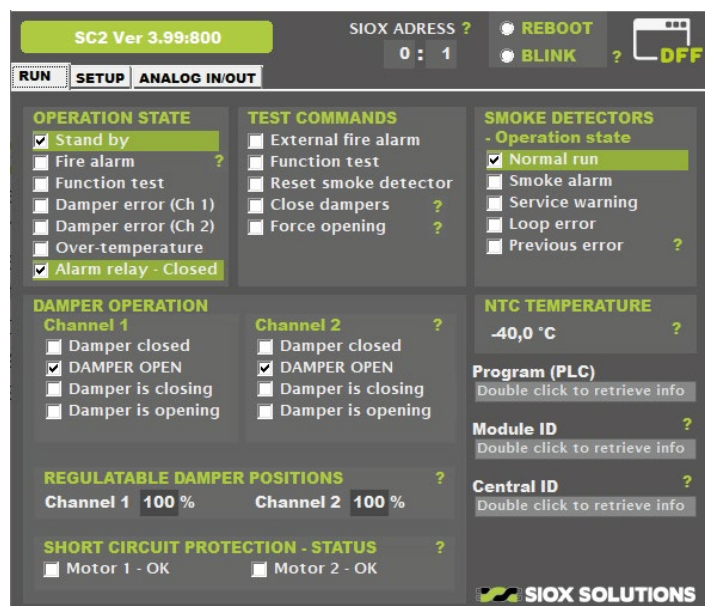 SC2 Ver 3.99:800
SIOX ADRESS ?
0 : 1
REBOOT
BLINK ?
DFF
RUN SETUP ANALOG IN/OUT
OPERATION STATE
Stand by
Fire alarm ?
Function test
Damper error (Ch 1)
Damper error (Ch 2)
Over-temperature
Alarm relay - Closed
TEST COMMANDS
External fire alarm
Function test
Reset smoke detector
Close dampers ?
Force opening ?
SMOKE DETECTORS
- Operation state
Normal run
Smoke alarm
Service warning
Loop error
Previous error ?
DAMPER OPERATION
Channel 1
Damper closed
DAMPER OPEN
Damper is closing
Damper is opening
Channel 2 ?
Damper closed
DAMPER OPEN
Damper is closing
Damper is opening
REGULATABLE DAMPER POSITIONS ?
Channel 1 100 % Channel 2 100 %
SHORT CIRCUIT PROTECTION - STATUS ?
Motor 1 - OK Motor 2 - OK
NTC TEMPERATURE
-40,0 °C ?
Program (PLC)
Double click to retrieve info
Module ID ?
Double click to retrieve info
Central ID ?
Double click to retrieve info
SIOX SOLUTIONS